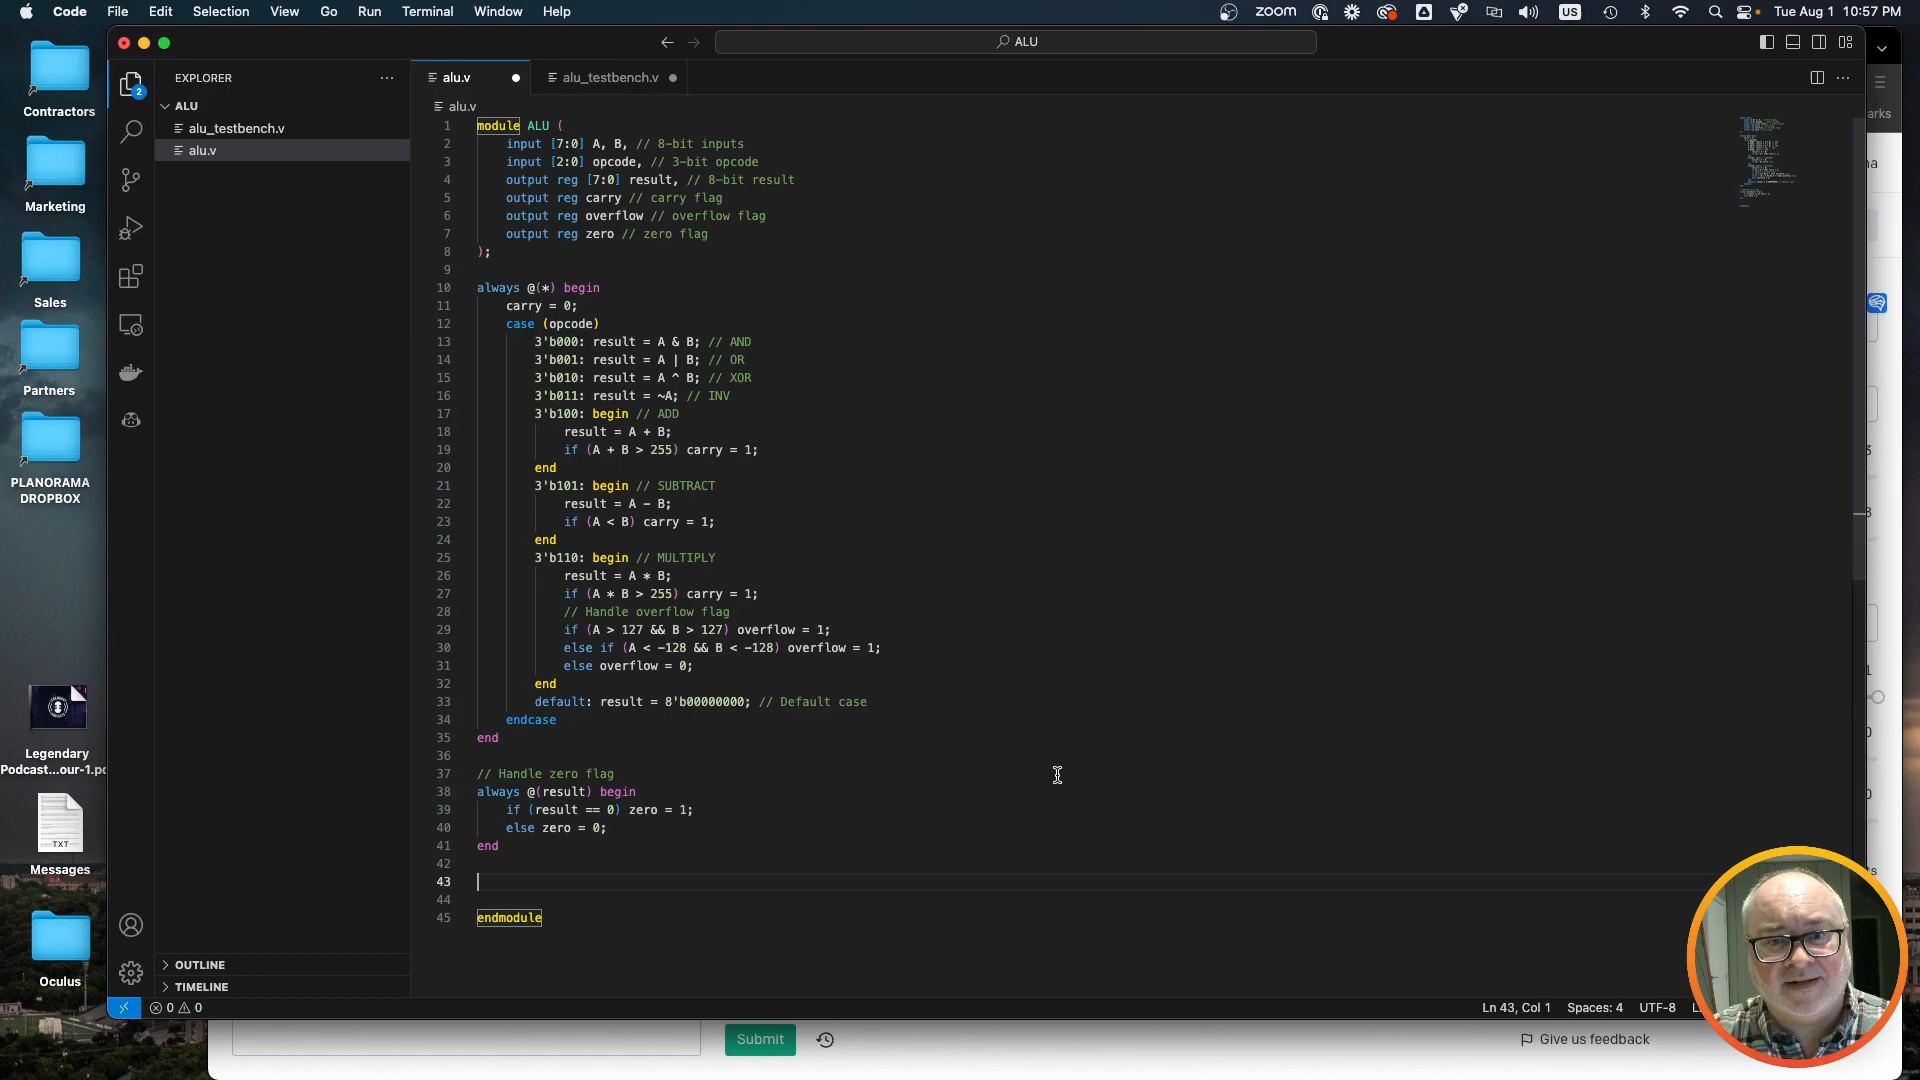 Code File Edit Selection View Go Run Terminal Window Help
zoom US Tue Aug 1 10:57 PM
Contractors
Marketing
Sales
Partners
PLANORAMA
DROPBOX
Legendary
Podcast...our-1.pc
TXT
Messages
Oculus
ALU
2
EXPLORER
ALU
alu_testbench.v
alu.v
OUTLINE
TIMELINE
alu.v alu_testbench.v
alu.v
1 module ALU (
2 input [7:0] A, B, // 8-bit inputs
3 input [2:0] opcode, // 3-bit opcode
4 output reg [7:0] result, // 8-bit result
5 output reg carry // carry flag
6 output reg overflow // overflow flag
7 output reg zero // zero flag
8 );
9
10 always @(*) begin
11 carry = 0;
12 case (opcode)
13 3'b000: result = A & B; // AND
14 3'b001: result = A | B; // OR
15 3'b010: result = A ^ B; // XOR
16 3'b011: result = ~A; // INV
17 3'b100: begin // ADD
18 result = A + B;
19 if (A + B > 255) carry = 1;
20 end
21 3'b101: begin // SUBTRACT
22 result = A - B;
23 if (A < B) carry = 1;
24 end
25 3'b110: begin // MULTIPLY
26 result = A * B;
27 if (A * B > 255) carry = 1;
28 // Handle overflow flag
29 if (A > 127 && B > 127) overflow = 1;
30 else if (A < -128 && B < -128) overflow = 1;
31 else overflow = 0;
32 end
33 default: result = 8'b00000000; // Default case
34 endcase
35 end
36
37 // Handle zero flag
38 always @(result) begin
39 if (result == 0) zero = 1;
40 else zero = 0;
41 end
42
43
44
45 endmodule
0 0
Ln 43, Col 1 Spaces: 4 UTF-8
arks
Submit
Give us feedback